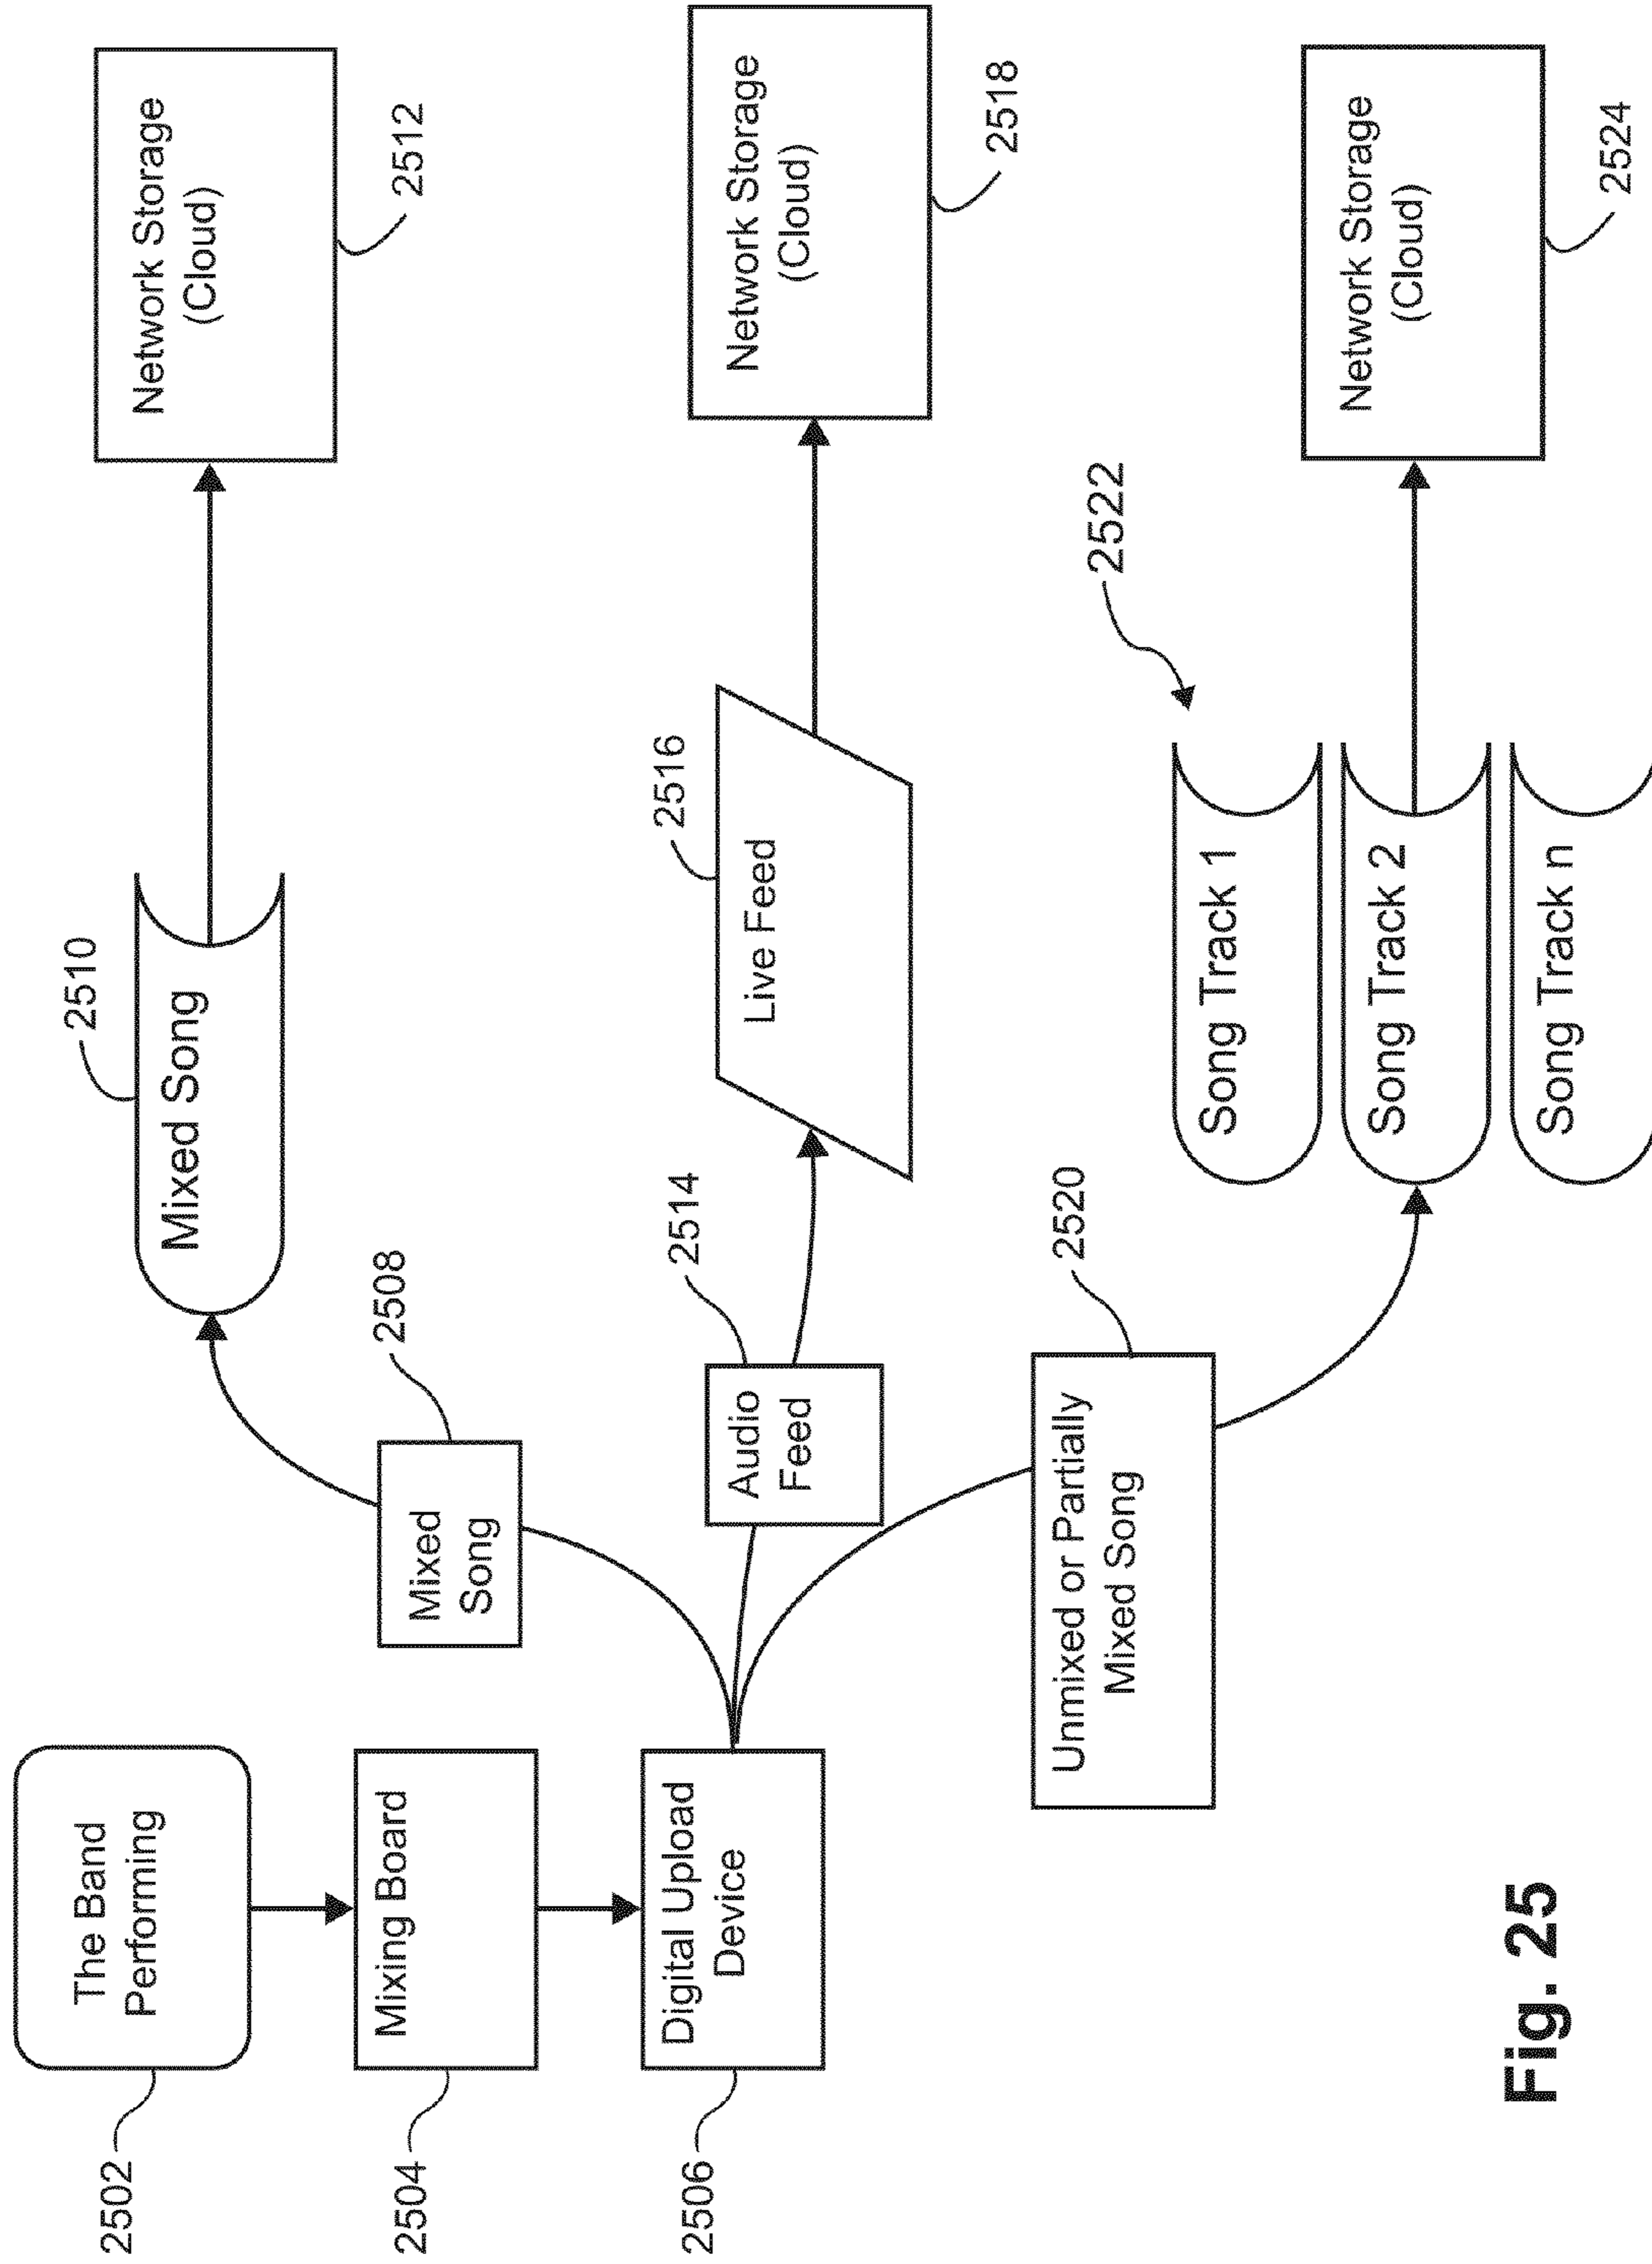 The Band
Performing
2502
Mixing Board
2504
Digital Upload
Device
2506
Mixed
Song
2508
Mixed Song
2510
Network Storage
(Cloud)
2512
Audio
Feed
2514
Live Feed
2516
Network Storage
(Cloud)
2518
Unmixed or Partially
Mixed Song
2520
Song Track 1
Song Track 2
Song Track n
2522
Network Storage
(Cloud)
2524
Fig. 25